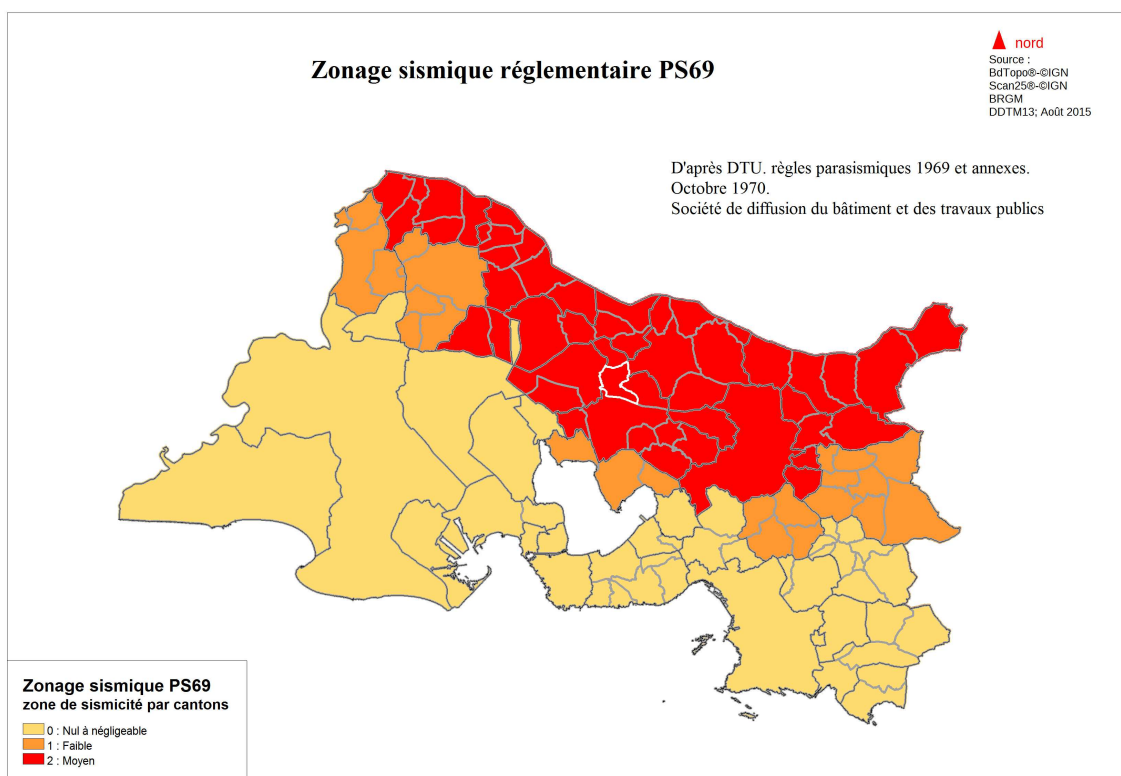 Zonage sismique réglementaire PS69
nord
Source :
BdTopo®-©IGN
Scan25®-©IGN
BRGM
DDTM13; Août 2015
D'après DTU. règles parasismiques 1969 et annexes.
Octobre 1970.
Société de diffusion du bâtiment et des travaux publics
Zonage sismique PS69
zone de sismicité par cantons
0 : Nul à négligeable
1 : Faible
2 : Moyen